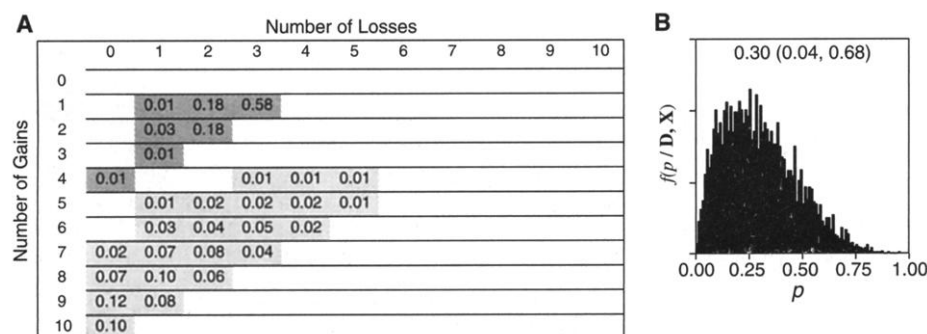 A
Number of Losses
0 1 2 3 4 5 6 7 8 9 10
Number of Gains
0
1 0.01 0.18 0.58
2 0.03 0.18
3 0.01
4 0.01 0.01 0.01 0.01
5 0.01 0.02 0.02 0.02 0.01
6 0.03 0.04 0.05 0.02
7 0.02 0.07 0.08 0.04
8 0.07 0.10 0.06
9 0.12 0.08
10 0.10
B
0.30 (0.04, 0.68)
f(p / D, X)
0.00 0.25 0.50 0.75 1.00
p